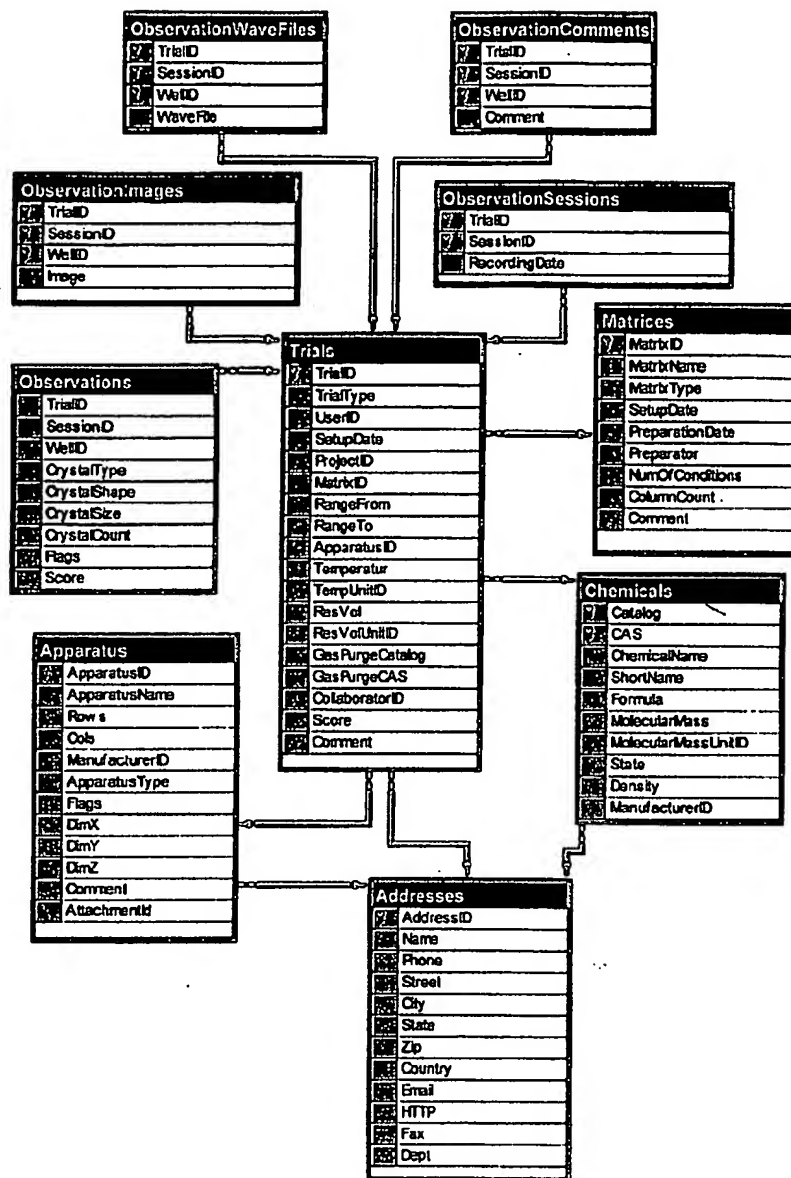 ObservationWaveFiles
TrialID
SessionID
WellID
WaveFile
ObservationComments
TrialID
SessionID
WellID
Comment
ObservationImages
TrialID
SessionID
WellID
Image
ObservationSessions
TrialID
SessionID
RecordingDate
Matrices
MatrixID
MatrixName
MatrixType
SetupDate
PreparationDate
Preparator
NumOfConditions
ColumnCount
Comment
Trials
TrialID
TrialType
UserID
SetupDate
ProjectID
MatrixID
RangeFrom
RangeTo
ApparatusID
Temperatur
TempUnitID
ResVol
ResVolUnitID
GasPurgeCatalog
GasPurgeCAS
CollaboratorID
Score
Comment
Observations
TrialID
SessionID
WellID
CrystalType
CrystalShape
CrystalSize
CrystalCount
Flags
Score
Chemicals
Catalog
CAS
ChemicalName
ShortName
Formula
MolecularMass
MolecularMassUnitID
State
Density
ManufacturerID
Apparatus
ApparatusID
ApparatusName
Rows
Cols
ManufacturerID
ApparatusType
Flags
DimX
DimY
DimZ
Comment
AttachmentId
Addresses
AddressID
Name
Phone
Street
City
State
Zip
Country
Email
HTTP
Fax
Dept